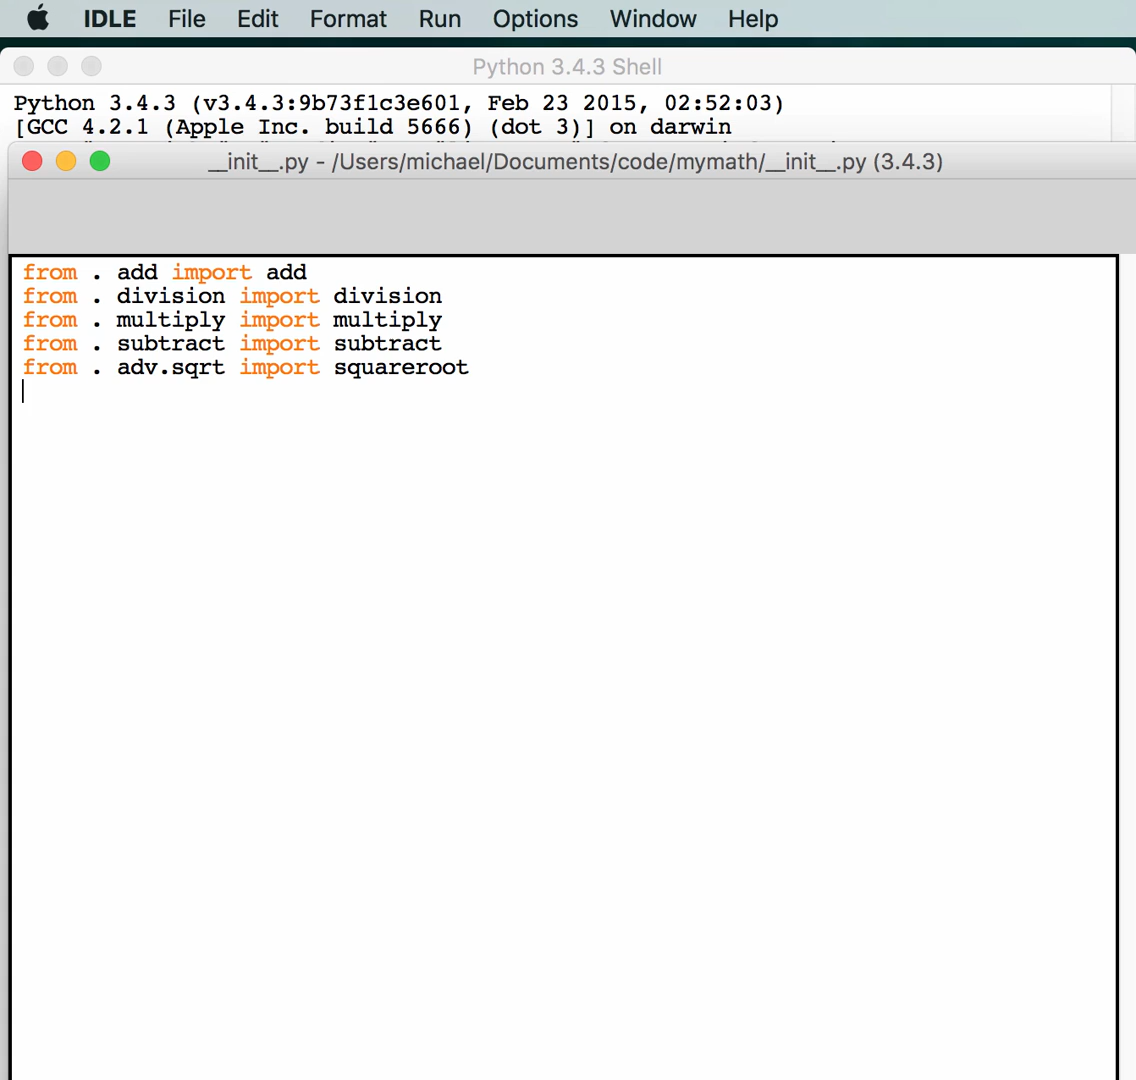 IDLE File Edit Format Run Options Window Help
Python 3.4.3 Shell
Python 3.4.3 (v3.4.3:9b73f1c3e601, Feb 23 2015, 02:52:03)
[GCC 4.2.1 (Apple Inc. build 5666) (dot 3)] on darwin
__init__.py - /Users/michael/Documents/code/mymath/__init__.py (3.4.3)
from . add import add
from . division import division
from . multiply import multiply
from . subtract import subtract
from . adv.sqrt import squareroot